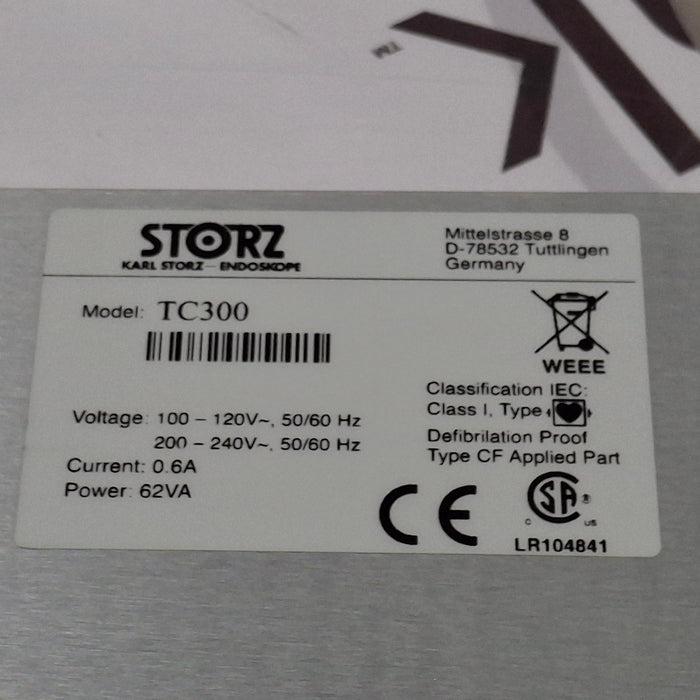 TM
STORZ
KARL STORZ — ENDOSKOPE
Mittelstrasse 8
D-78532 Tuttlingen
Germany
Model: TC300
WEEE
Classification IEC:
Class I, Type
Defibrilation Proof
Type CF Applied Part
Voltage: 100 – 120V~, 50/60 Hz
200 – 240V~, 50/60 Hz
Current: 0.6A
Power: 62VA
CE
C SA ® US
LR104841